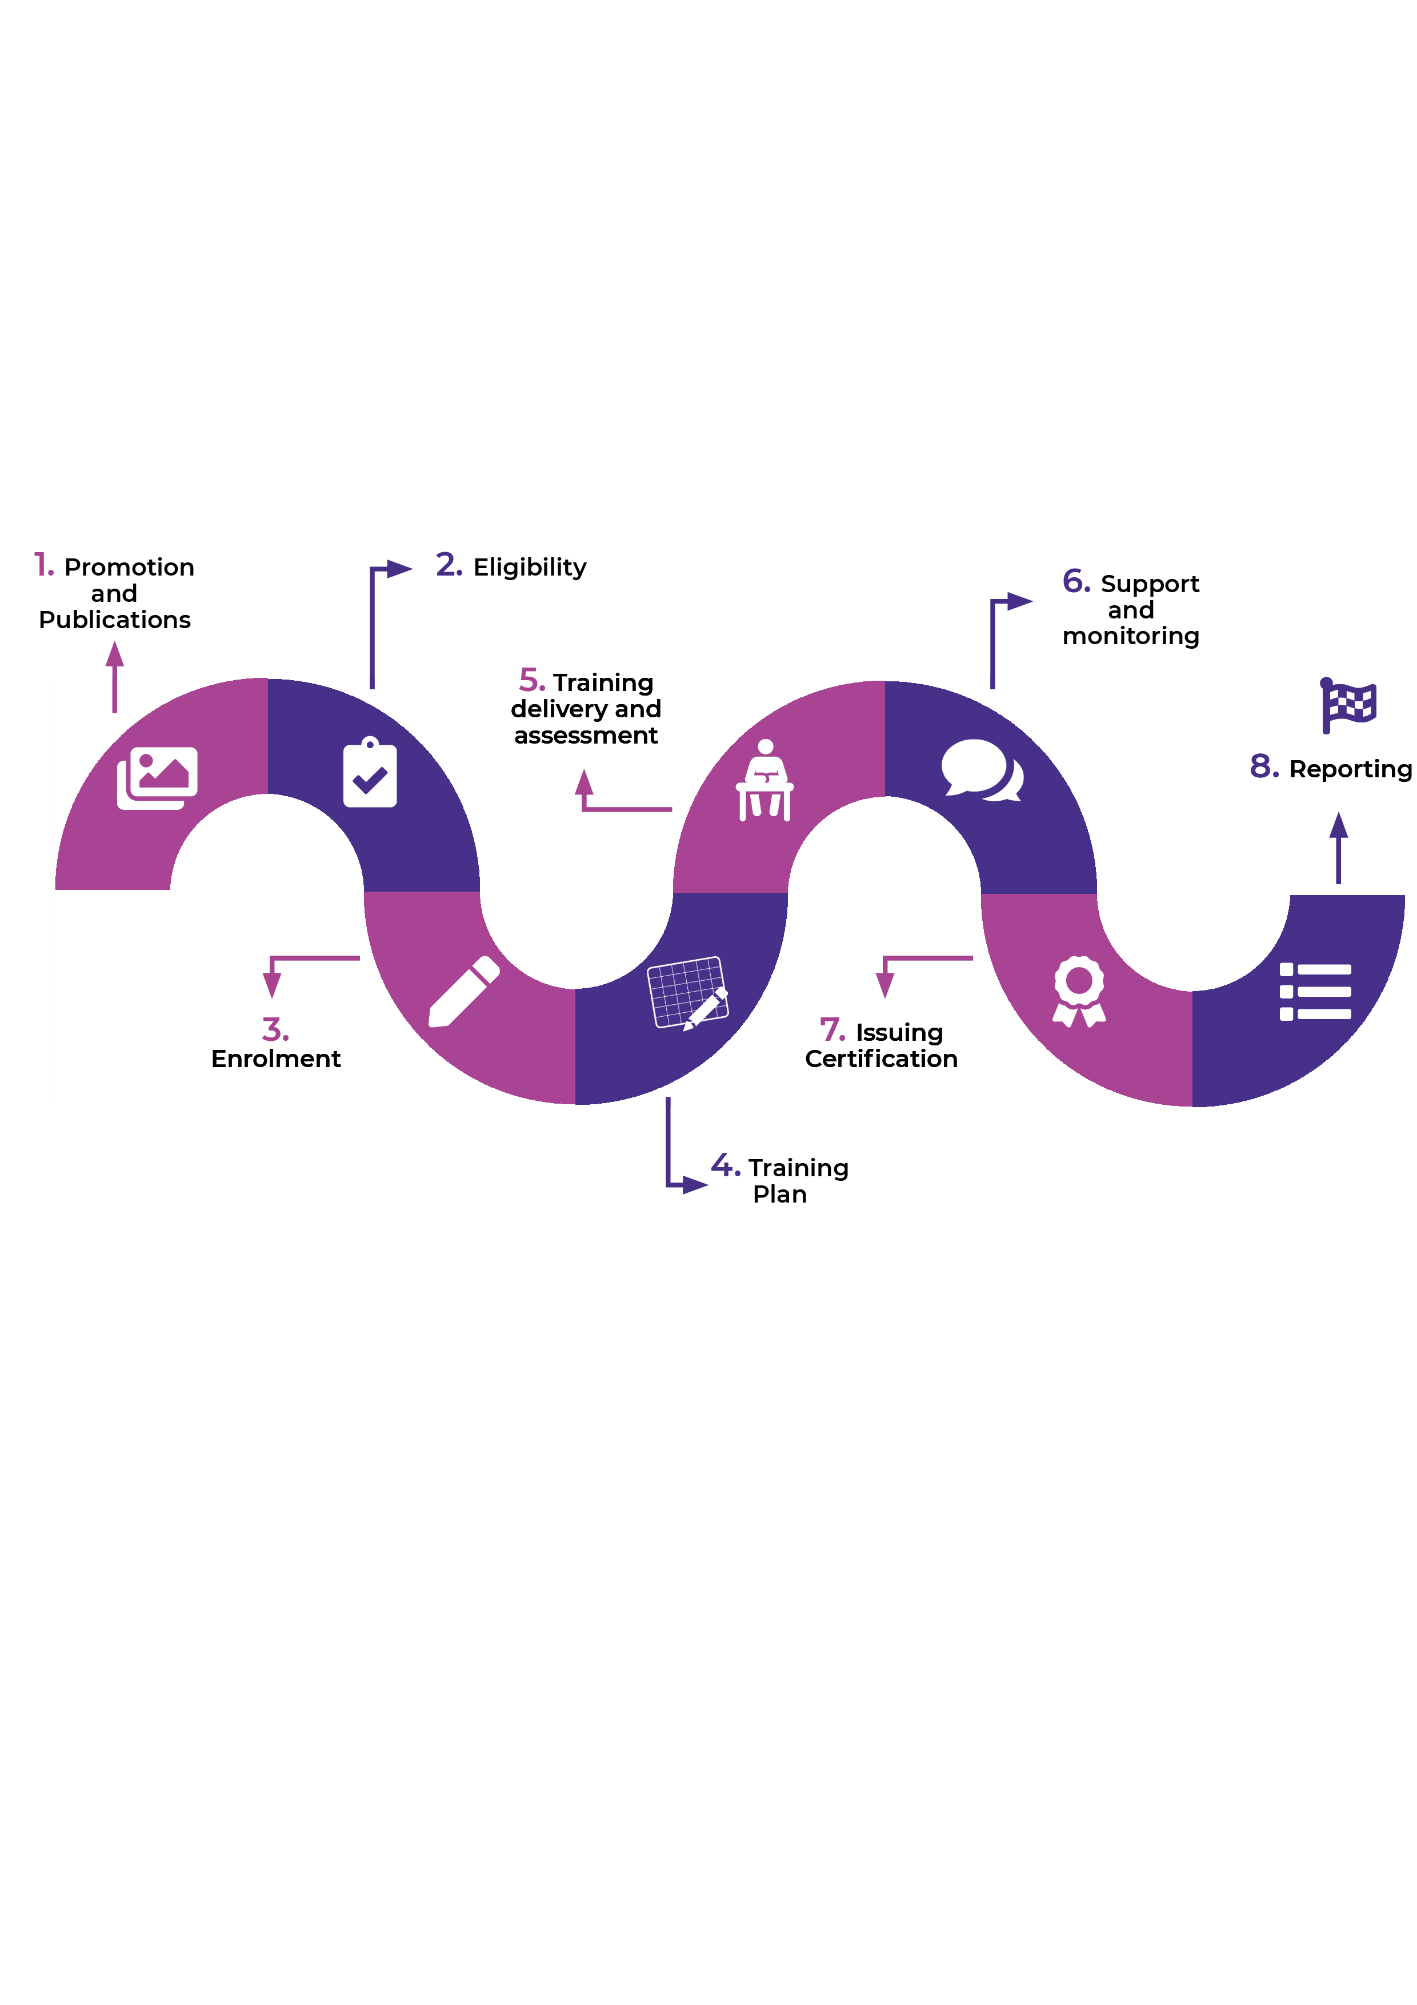 1. Promotion
and
Publications
2. Eligibility
3.
Enrolment
4. Training
Plan
5. Training
delivery and
assessment
6. Support
and
monitoring
7. Issuing
Certification
8. Reporting